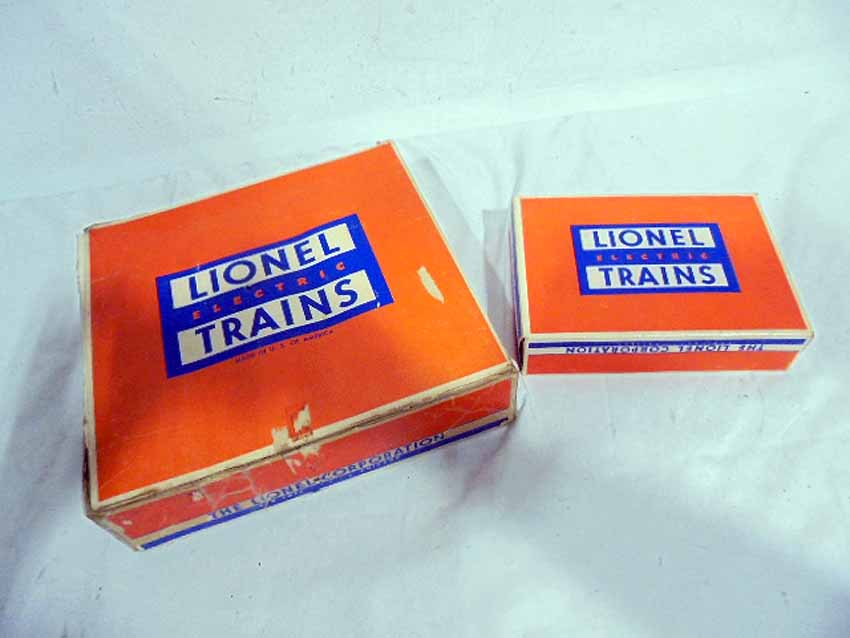 LIONEL
ELECTRIC
TRAINS
MADE IN U. S. OF AMERICA
THE LIONEL CORPORATION
LIONEL
ELECTRIC
TRAINS
THE LIONEL CORPORATION